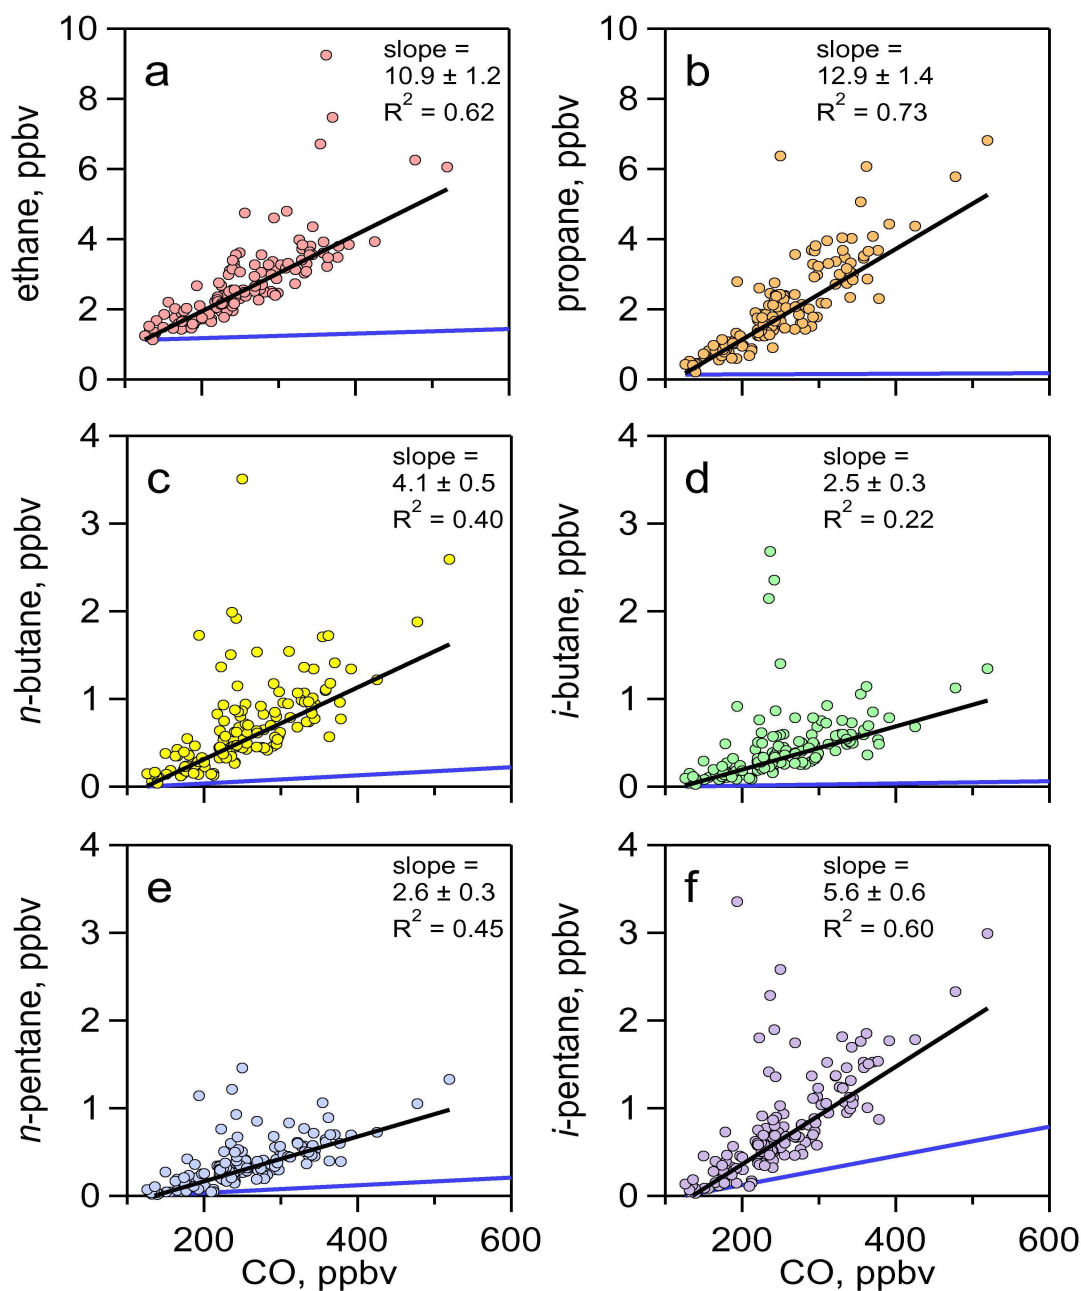 10
8
6
4
2
0
ethane, ppbv
a
slope =
10.9 ± 1.2
R² = 0.62
10
8
6
4
2
0
propane, ppbv
b
slope =
12.9 ± 1.4
R² = 0.73
4
3
2
1
0
n-butane, ppbv
c
slope =
4.1 ± 0.5
R² = 0.40
4
3
2
1
0
i-butane, ppbv
d
slope =
2.5 ± 0.3
R² = 0.22
4
3
2
1
0
n-pentane, ppbv
e
slope =
2.6 ± 0.3
R² = 0.45
200 400 600
CO, ppbv
4
3
2
1
0
i-pentane, ppbv
f
slope =
5.6 ± 0.6
R² = 0.60
200 400 600
CO, ppbv